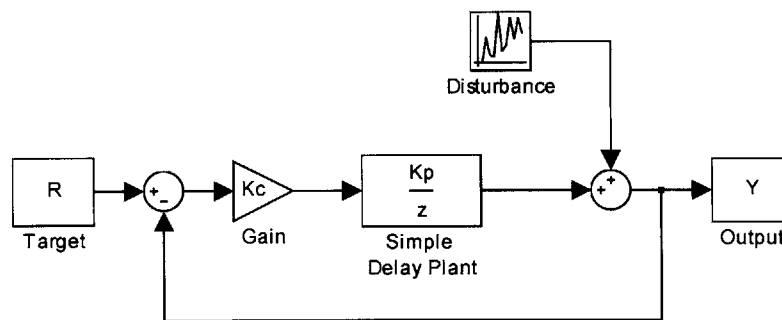 Disturbance
R
+
-
Kc
Kp
z
+
+
Y
Target
Gain
Simple
Delay Plant
Output